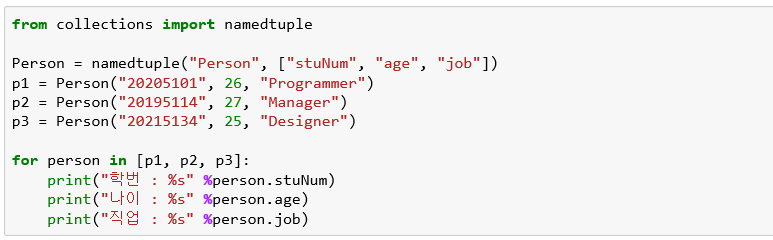 from collections import namedtuple
Person = namedtuple("Person", ["stuNum", "age", "job"])
p1 = Person("20205101", 26, "Programmer")
p2 = Person("20195114", 27, "Manager")
p3 = Person("20215134", 25, "Designer")
for person in [p1, p2, p3]:
    print("학번 : %s" %person.stuNum)
    print("나이 : %s" %person.age)
    print("직업 : %s" %person.job)